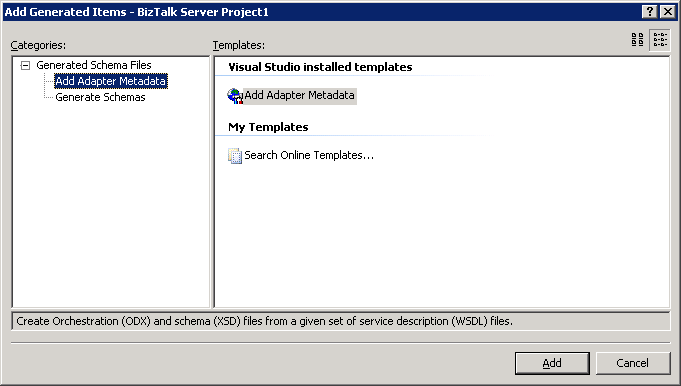 Add Generated Items - BizTalk Server Project1
Categories:
Templates:
Generated Schema Files
Add Adapter Metadata
Generate Schemas
Visual Studio installed templates
Add Adapter Metadata
My Templates
Search Online Templates...
Create Orchestration (ODX) and schema (XSD) files from a given set of service description (WSDL) files.
Add
Cancel